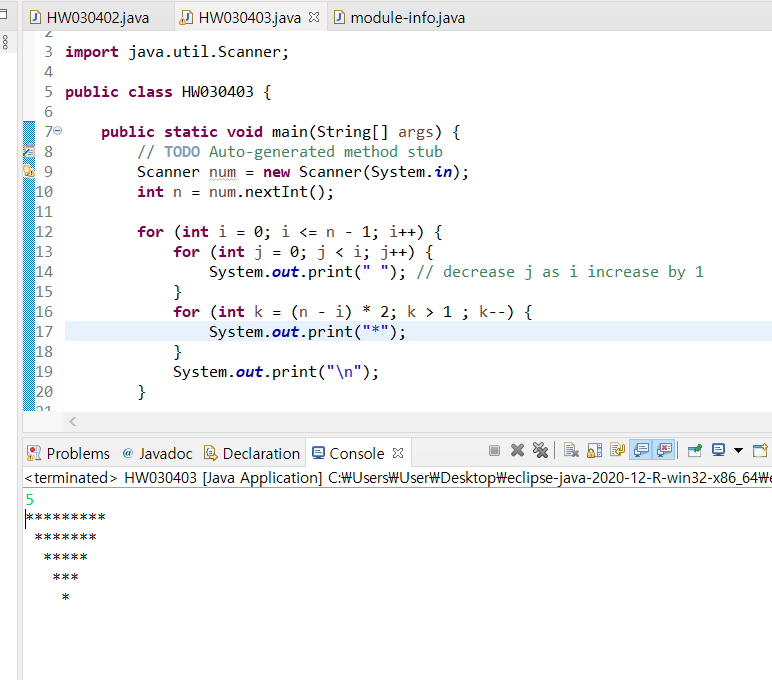 HW030402.java HW030403.java module-info.java
2
3 import java.util.Scanner;
4
5 public class HW030403 {
6
7 public static void main(String[] args) {
8 // TODO Auto-generated method stub
9 Scanner num = new Scanner(System.in);
10 int n = num.nextInt();
11
12 for (int i = 0; i <= n - 1; i++) {
13 for (int j = 0; j < i; j++) {
14 System.out.print(" "); // decrease j as i increase by 1
15 }
16 for (int k = (n - i) * 2; k > 1 ; k--) {
17 System.out.print("*");
18 }
19 System.out.print("\n");
20 }
21
Problems @ Javadoc Declaration Console
<terminated> HW030403 [Java Application] C:₩Users₩User₩Desktop₩eclipse-java-2020-12-R-win32-x86_64₩e
5
*********
 *******
  *****
   ***
    *